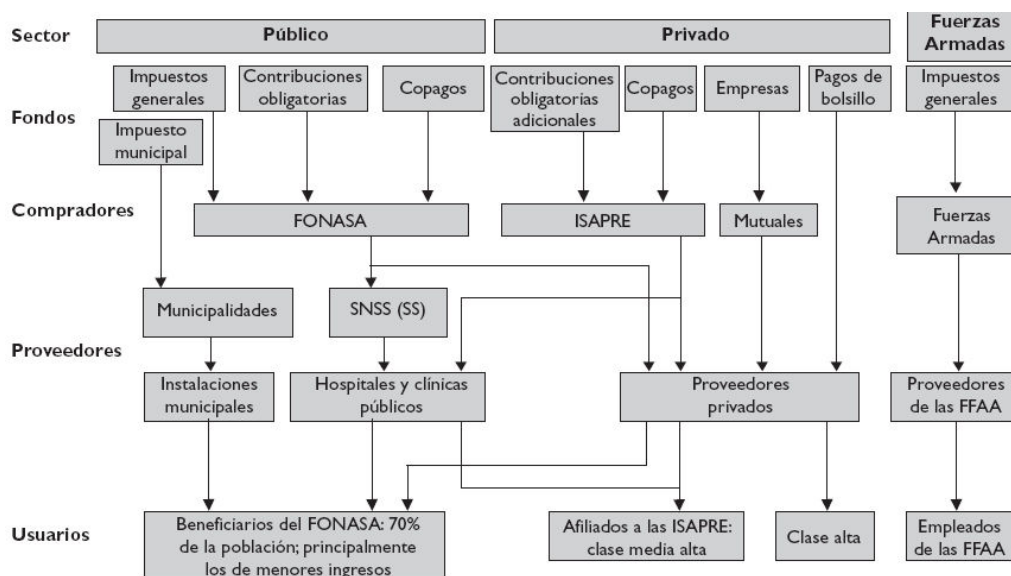 Sector
Público
Privado
Fuerzas
Armadas
Fondos
Impuestos
generales
Contribuciones
obligatorias
Copagos
Contribuciones
obligatorias
adicionales
Copagos
Empresas
Pagos de
bolsillo
Impuestos
generales
Impuesto
municipal
Compradores
FONASA
ISAPRE
Mutuales
Fuerzas
Armadas
Proveedores
Municipalidades
SNSS (SS)
Instalaciones
municipales
Hospitales y clínicas
públicos
Proveedores
privados
Proveedores
de las FFAA
Usuarios
Beneficiarios del FONASA: 70%
de la población; principalmente
los de menores ingresos
Afiliados a las ISAPRE:
clase media alta
Clase alta
Empleados
de las FFAA